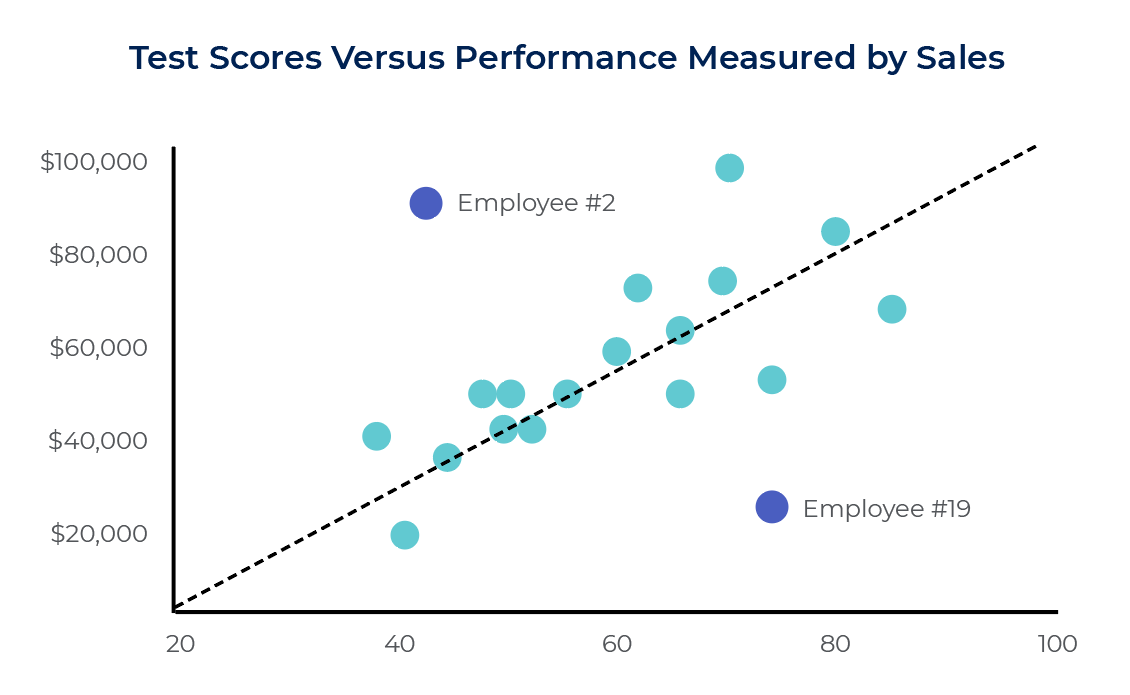 Test Scores Versus Performance Measured by Sales
$100,000
Employee #2
$80,000
$60,000
$40,000
Employee #19
$20,000
20 40 60 80 100